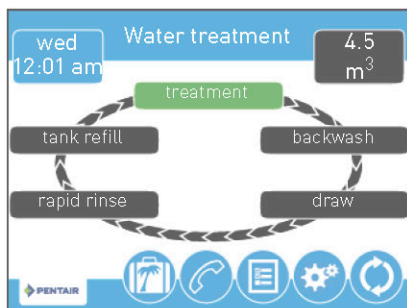 wed
12:01 am
Water treatment
4.5
m³
treatment
tank refill
backwash
rapid rinse
draw
PENTAIR